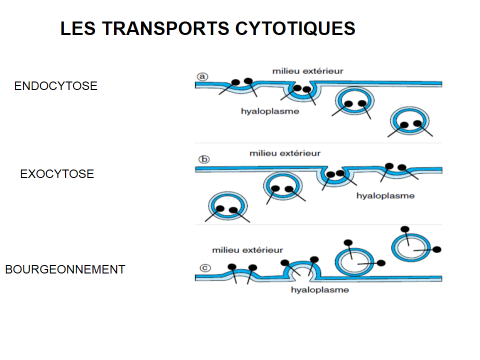 LES TRANSPORTS CYTOTIQUES
ENDOCYTOSE
a
milieu extérieur
hyaloplasme
EXOCYTOSE
b
milieu extérieur
hyaloplasme
BOURGEONNEMENT
milieu extérieur
c
hyaloplasme